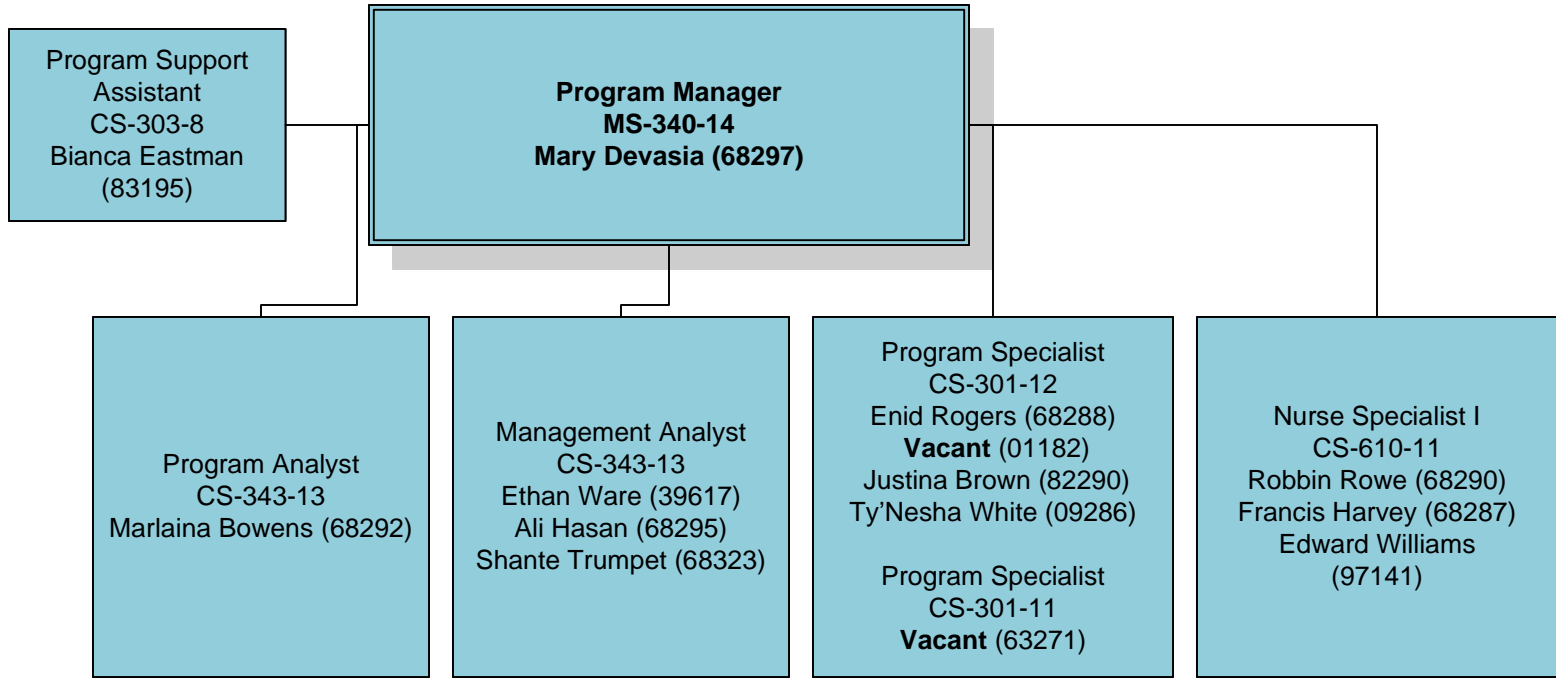 Program Support
Assistant
CS-303-8
Bianca Eastman
(83195)
Program Manager
MS-340-14
Mary Devasia (68297)
Program Analyst
CS-343-13
Marlaina Bowens (68292)
Management Analyst
CS-343-13
Ethan Ware (39617)
Ali Hasan (68295)
Shante Trumpet (68323)
Program Specialist
CS-301-12
Enid Rogers (68288)
Vacant (01182)
Justina Brown (82290)
Ty’Nesha White (09286)
Program Specialist
CS-301-11
Vacant (63271)
Nurse Specialist I
CS-610-11
Robbin Rowe (68290)
Francis Harvey (68287)
Edward Williams
(97141)